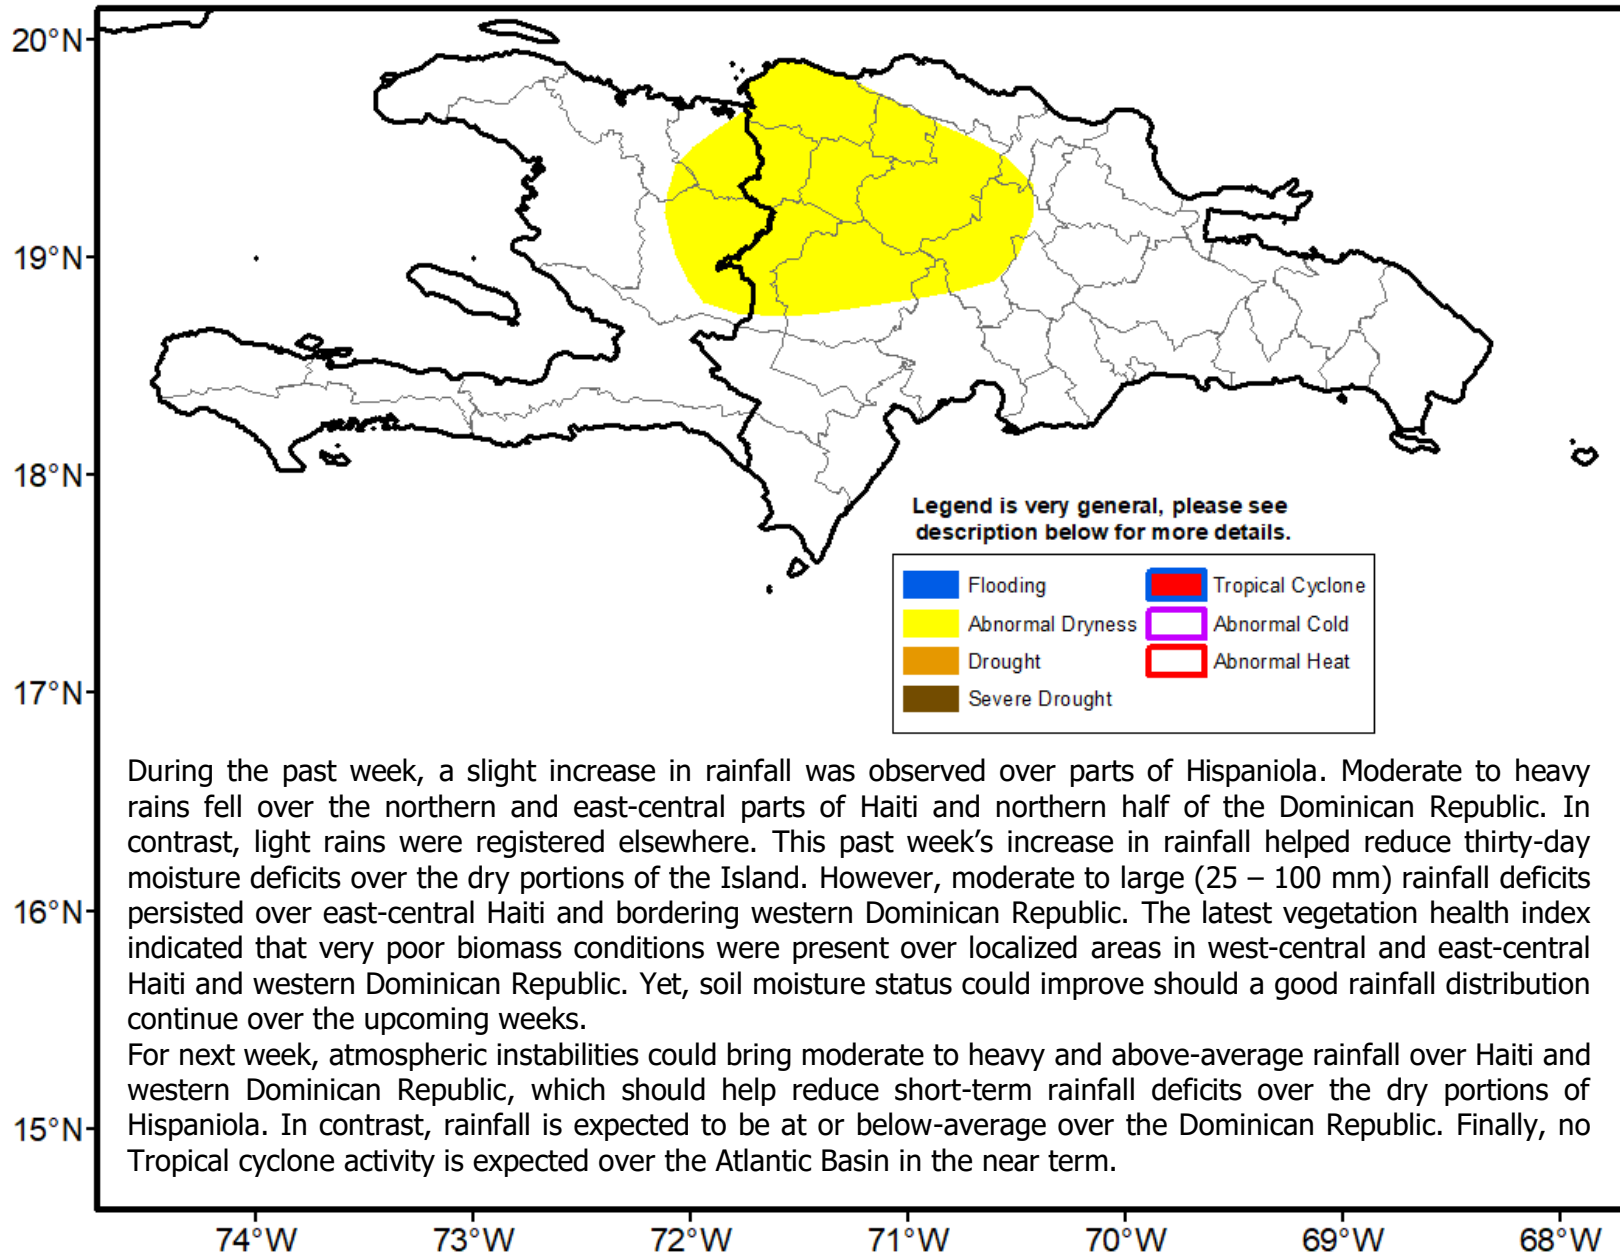 20°N
19°N
18°N
17°N
16°N
15°N
Legend is very general, please see
description below for more details.
Flooding
Tropical Cyclone
Abnormal Dryness
Abnormal Cold
Drought
Abnormal Heat
Severe Drought
During the past week, a slight increase in rainfall was observed over parts of Hispaniola. Moderate to heavy
rains fell over the northern and east-central parts of Haiti and northern half of the Dominican Republic. In
contrast, light rains were registered elsewhere. This past week’s increase in rainfall helped reduce thirty-day
moisture deficits over the dry portions of the Island. However, moderate to large (25 – 100 mm) rainfall deficits
persisted over east-central Haiti and bordering western Dominican Republic. The latest vegetation health index
indicated that very poor biomass conditions were present over localized areas in west-central and east-central
Haiti and western Dominican Republic. Yet, soil moisture status could improve should a good rainfall distribution
continue over the upcoming weeks.
For next week, atmospheric instabilities could bring moderate to heavy and above-average rainfall over Haiti and
western Dominican Republic, which should help reduce short-term rainfall deficits over the dry portions of
Hispaniola. In contrast, rainfall is expected to be at or below-average over the Dominican Republic. Finally, no
Tropical cyclone activity is expected over the Atlantic Basin in the near term.
74°W
73°W
72°W
71°W
70°W
69°W
68°W